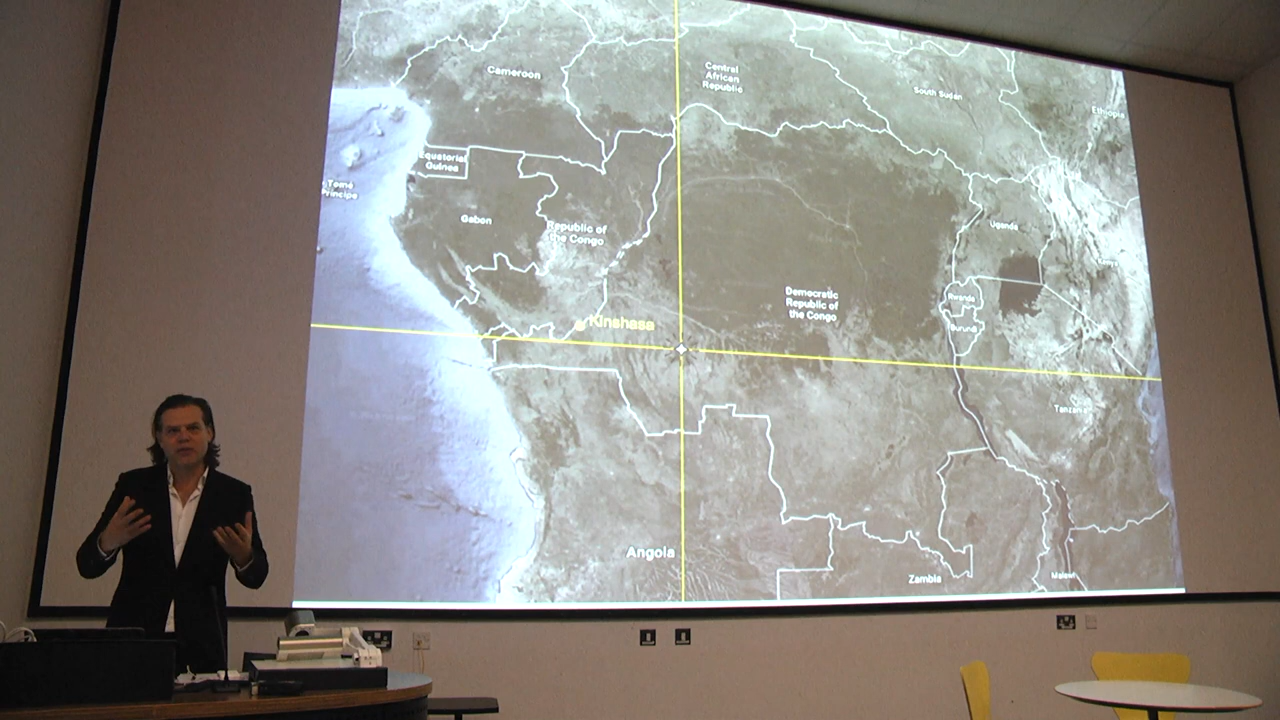 Cameroon
Central
African
Republic
South Sudan
Ethiopia
Equatorial
Guinea
Tomé
Príncipe
Gabon
Republic of
the Congo
Uganda
Democratic
Republic of
the Congo
Rwanda
Burundi
Kinshasa
Tanzania
Angola
Zambia
Malawi